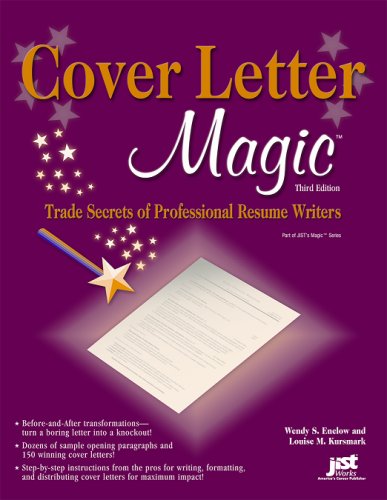 Cover Letter
Magic™
Third Edition
Trade Secrets of Professional Resume Writers
Part of JIST's Magic™ Series
★ Before-and-After transformations—
turn a boring letter into a knockout!
★ Dozens of sample opening paragraphs and
150 winning cover letters!
★ Step-by-step instructions from the pros for writing, formatting,
and distributing cover letters for maximum impact!
Wendy S. Enelow and
Louise M. Kursmark
jist
Works
America's Career Publisher